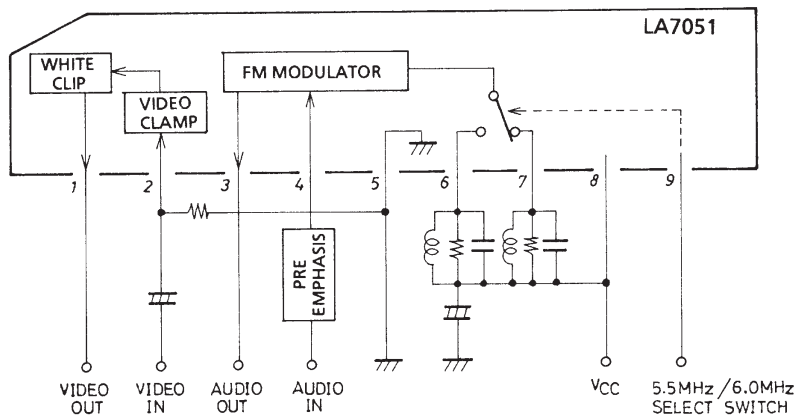 LA7051
WHITE
CLIP
FM MODULATOR
VIDEO
CLAMP
1
2
3
4
5
6
7
8
9
PRE
EMPHASIS
VIDEO
OUT
VIDEO
IN
AUDIO
OUT
AUDIO
IN
VCC
5.5MHz/6.0MHz
SELECT SWITCH